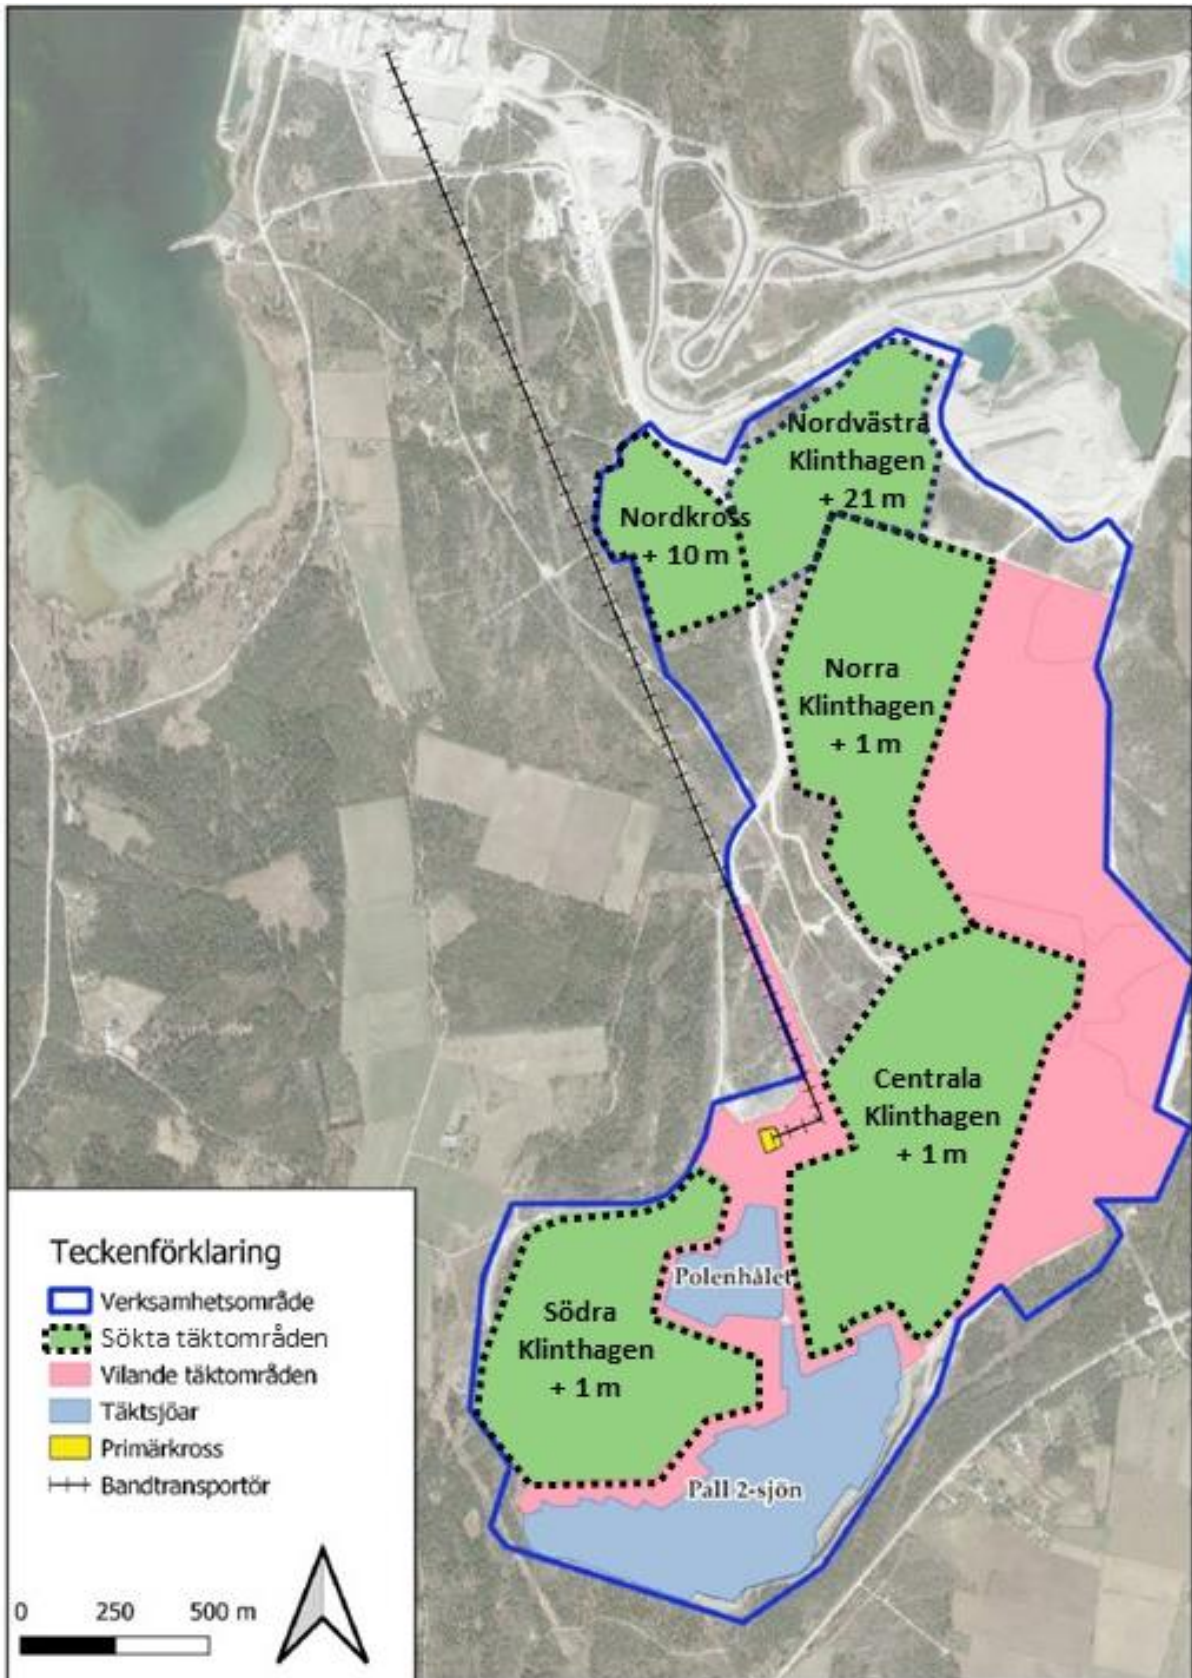 Nordvästra
Klinthagen
+ 21 m
Nordkross
+ 10 m
Norra
Klinthagen
+ 1 m
Centrala
Klinthagen
+ 1 m
Polenhålet
Södra
Klinthagen
+ 1 m
Pall 2-sjön
Teckenförklaring
Verksamhetsområde
Sökta täktområden
Vilande täktområden
Täktsjöar
Primärkross
Bandtransportör
0 250 500 m